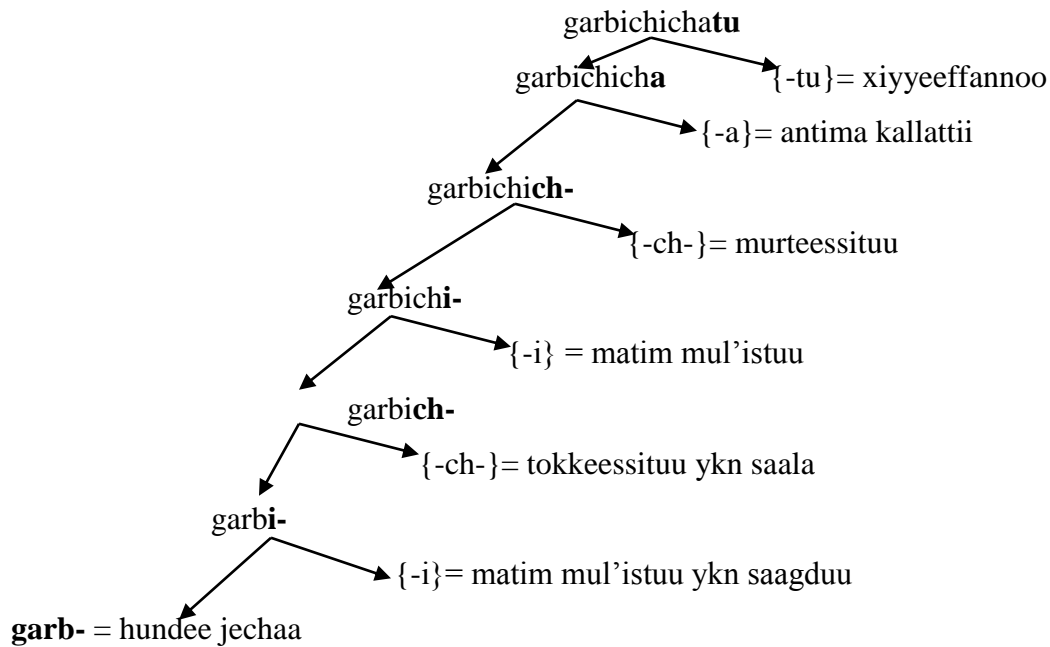 garbichichatu
garbichicha {-tu}= xiyyeeffannoo
{-a}= antima kallattii
garbichich-
{-ch-}= murteessituu
garbichi-
{-i} = matim mul’istuu
garbich-
{-ch-}= tokkeessituu ykn saala
garbi-
{-i}= matim mul’istuu ykn saagduu
garb- = hundee jechaa